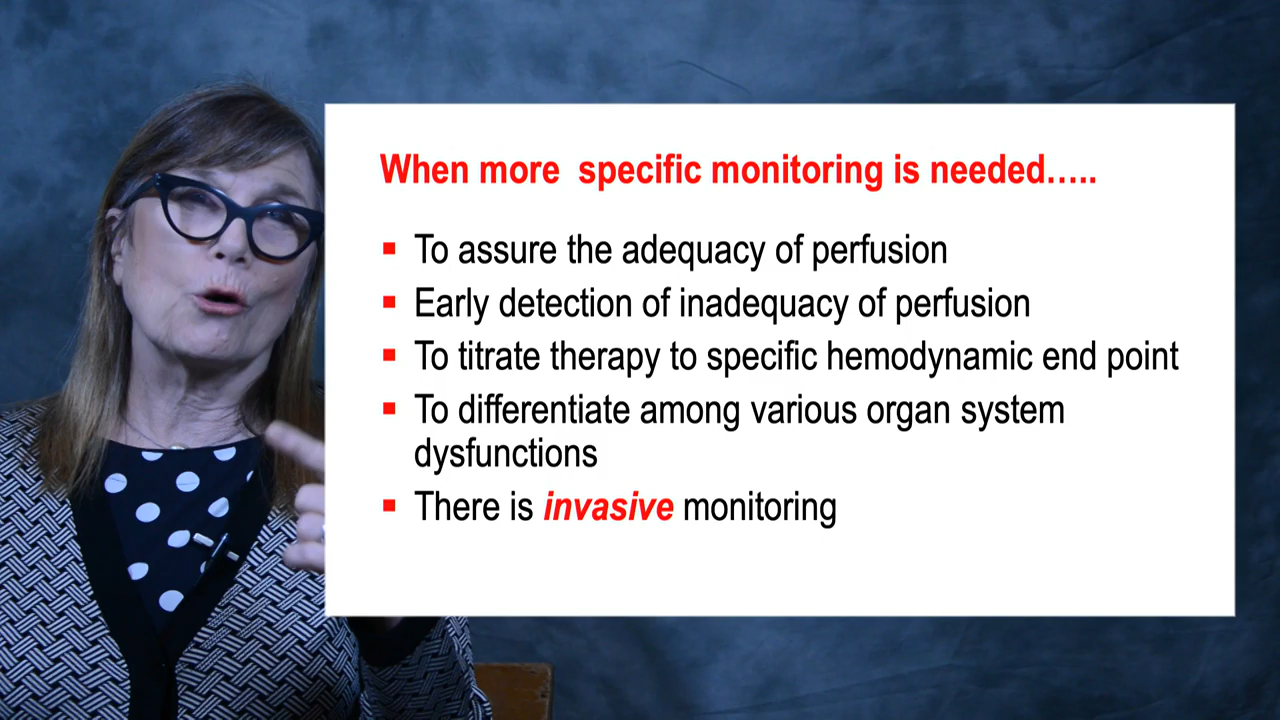 When more  specific monitoring is needed…..
▪ To assure the adequacy of perfusion
▪ Early detection of inadequacy of perfusion
▪ To titrate therapy to specific hemodynamic end point
▪ To differentiate among various organ system
dysfunctions
▪ There is invasive monitoring